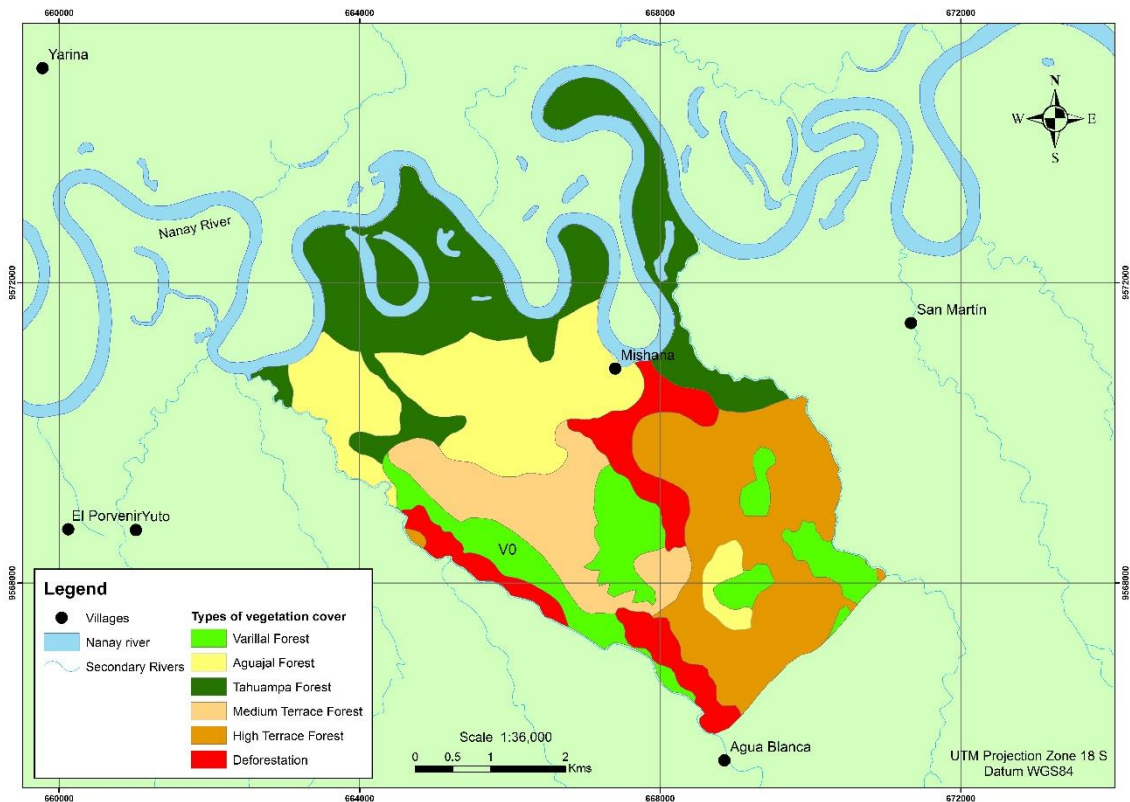 660000
664000
668000
672000
Yarina
N
W
E
S
Nanay River
9572000
9572000
San Martín
Mishana
El Porvenir
Yuto
V0
9568000
9568000
Legend
Villages
Nanay river
Secondary Rivers
Types of vegetation cover
Varillal Forest
Aguajal Forest
Tahuampa Forest
Medium Terrace Forest
High Terrace Forest
Deforestation
Scale 1:36,000
0 0.5 1 2
Kms
Agua Blanca
UTM Projection Zone 18 S
Datum WGS84
660000
664000
668000
672000